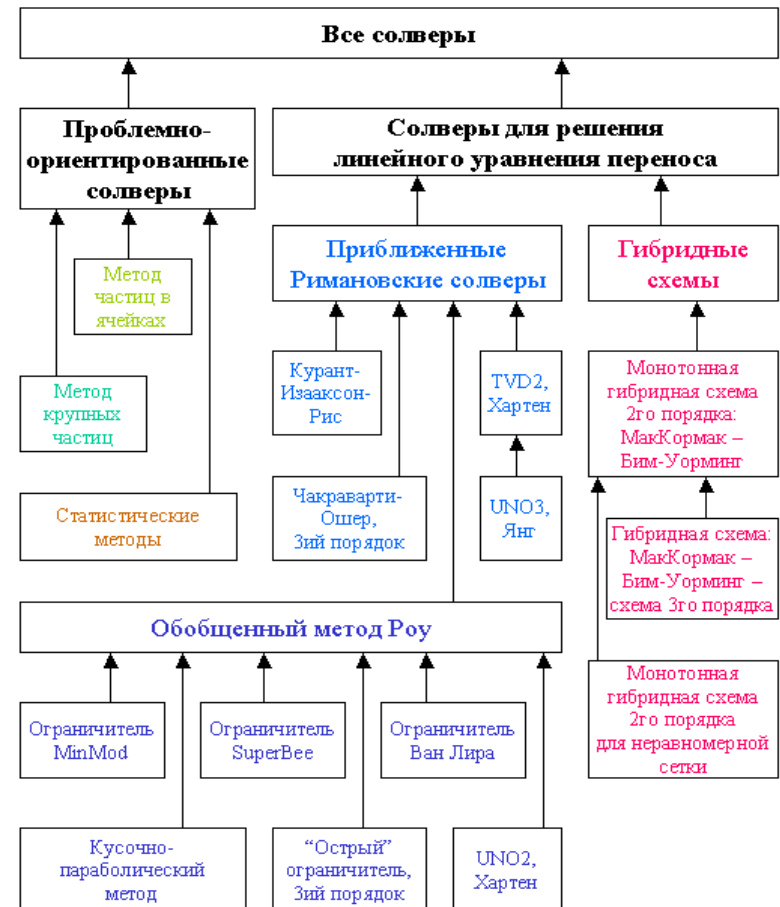 Все солверы
Проблемно-
ориентированные
солверы
Солверы для решения
линейного уравнения переноса
Приближенные
Римановские солверы
Гибридные
схемы
Метод
частиц в
ячейках
Метод
крупных
частиц
Статистические
методы
Курант-
Изааксон-
Рис
TVD2,
Хартен
Чакраварти-
Ошер,
3ий порядок
UNO3,
Янг
Монотонная
гибридная схема
2го порядка:
МакКормак –
Бим-Уорминг
Гибридная схема:
МакКормак –
Бим-Уорминг –
схема 3го порядка
Монотонная
гибридная схема
2го порядка
для неравномерной
сетки
Обобщенный метод Роу
Ограничитель
MinMod
Ограничитель
SuperBee
Ограничитель
Ван Лира
Кусочно-
параболический
метод
“Острый”
ограничитель,
3ий порядок
UNO2,
Хартен